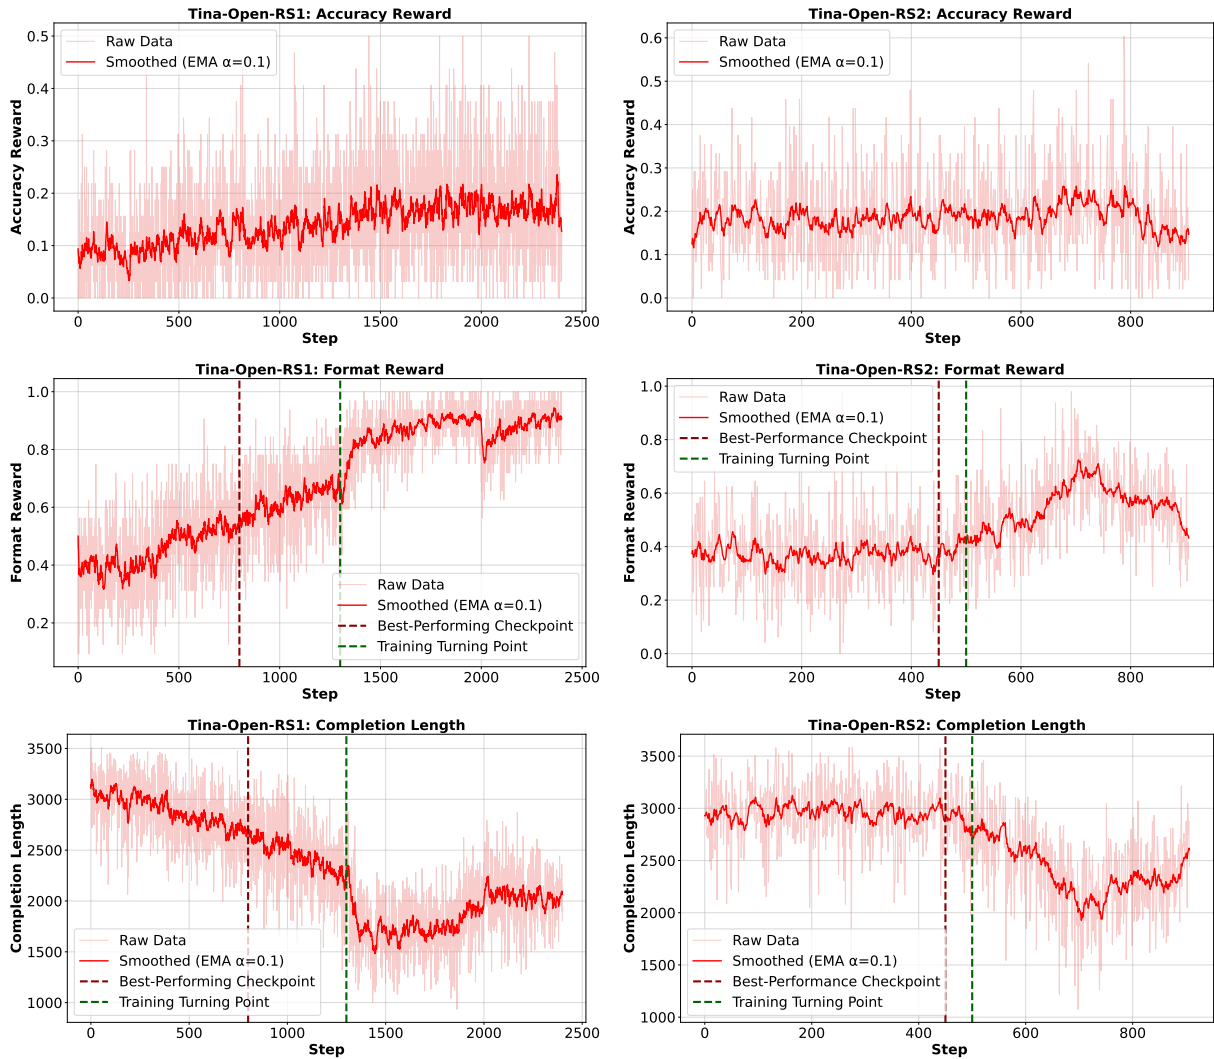 Tina-Open-RS1: Accuracy Reward
Accuracy Reward
0.5
0.4
0.3
0.2
0.1
0.0
Raw Data
Smoothed (EMA α=0.1)
0 500 1000 1500 2000 2500
Step
Tina-Open-RS2: Accuracy Reward
Accuracy Reward
0.6
0.5
0.4
0.3
0.2
0.1
0.0
Raw Data
Smoothed (EMA α=0.1)
0 200 400 600 800
Step
Tina-Open-RS1: Format Reward
Format Reward
1.0
0.8
0.6
0.4
0.2
Raw Data
Smoothed (EMA α=0.1)
Best-Performing Checkpoint
Training Turning Point
0 500 1000 1500 2000 2500
Step
Tina-Open-RS2: Format Reward
Format Reward
1.0
0.8
0.6
0.4
0.2
0.0
Raw Data
Smoothed (EMA α=0.1)
Best-Performance Checkpoint
Training Turning Point
0 200 400 600 800
Step
Tina-Open-RS1: Completion Length
Completion Length
3500
3000
2500
2000
1500
1000
Raw Data
Smoothed (EMA α=0.1)
Best-Performing Checkpoint
Training Turning Point
0 500 1000 1500 2000 2500
Step
Tina-Open-RS2: Completion Length
Completion Length
3500
3000
2500
2000
1500
1000
Raw Data
Smoothed (EMA α=0.1)
Best-Performance Checkpoint
Training Turning Point
0 200 400 600 800
Step